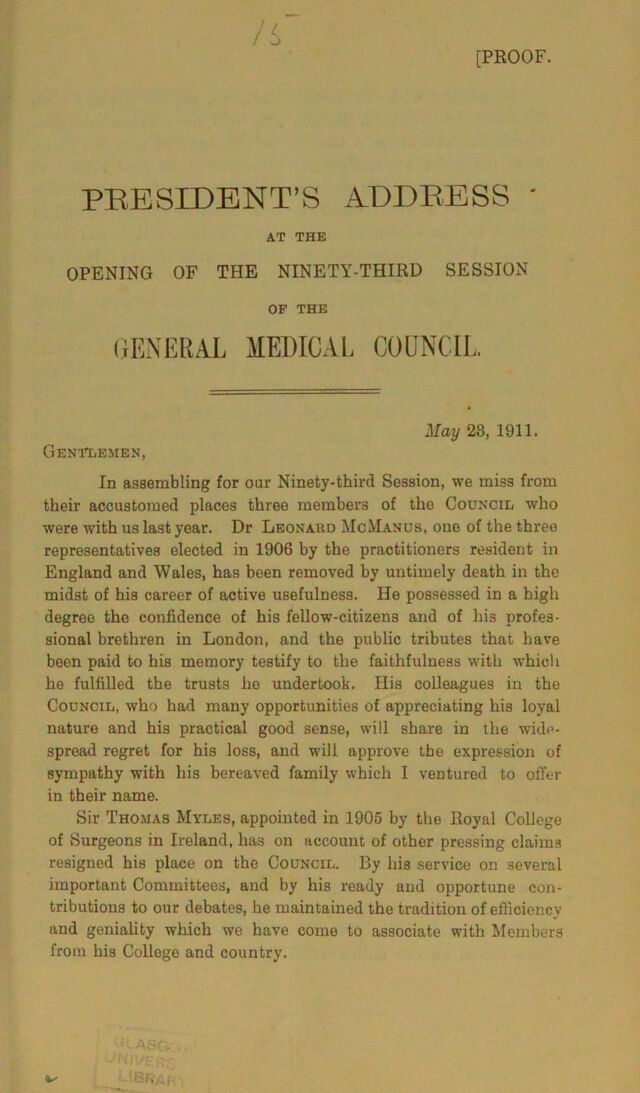 15
[PROOF.
PRESIDENT'S ADDRESS
AT THE
OPENING OF THE NINETY-THIRD SESSION
OF THE
GENERAL MEDICAL COUNCIL.
May 23, 1911.
GENTLEMEN,
In assembling for our Ninety-third Session, we miss from
their accustomed places three members of the COUNCIL who
were with us last year. Dr LEONARD MCMANUS, one of the three
representatives elected in 1906 by the practitioners resident in
England and Wales, has been removed by untimely death in the
midst of his career of active usefulness. He possessed in a high
degree the confidence of his fellow-citizens and of his profes-
sional brethren in London, and the public tributes that have
been paid to his memory testify to the faithfulness with which
he fulfilled the trusts he undertook. His colleagues in the
COUNCIL, who had many opportunities of appreciating his loyal
nature and his practical good sense, will share in the wide-
spread regret for his loss, and will approve the expression of
sympathy with his bereaved family which I ventured to offer
in their name.
Sir THOMAS MYLES, appointed in 1905 by the Royal College
of Surgeons in Ireland, has on account of other pressing claims
resigned his place on the COUNCIL. By his service on several
important Committees, and by his ready and opportune con-
tributions to our debates, he maintained the tradition of efficiency
and geniality which we have come to associate with Members
from his College and country.
GLASGO
UNIVERS
LIBRAR